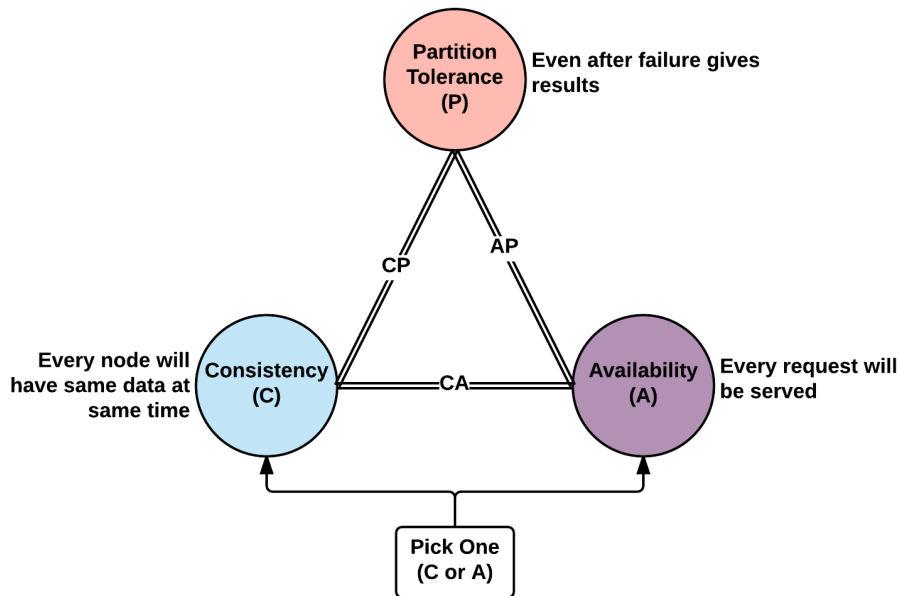 Partition
Tolerance
(P)
Even after failure gives
results
CP
AP
Every node will
have same data at
same time
Consistency
(C)
CA
Availability
(A)
Every request will
be served
Pick One
(C or A)